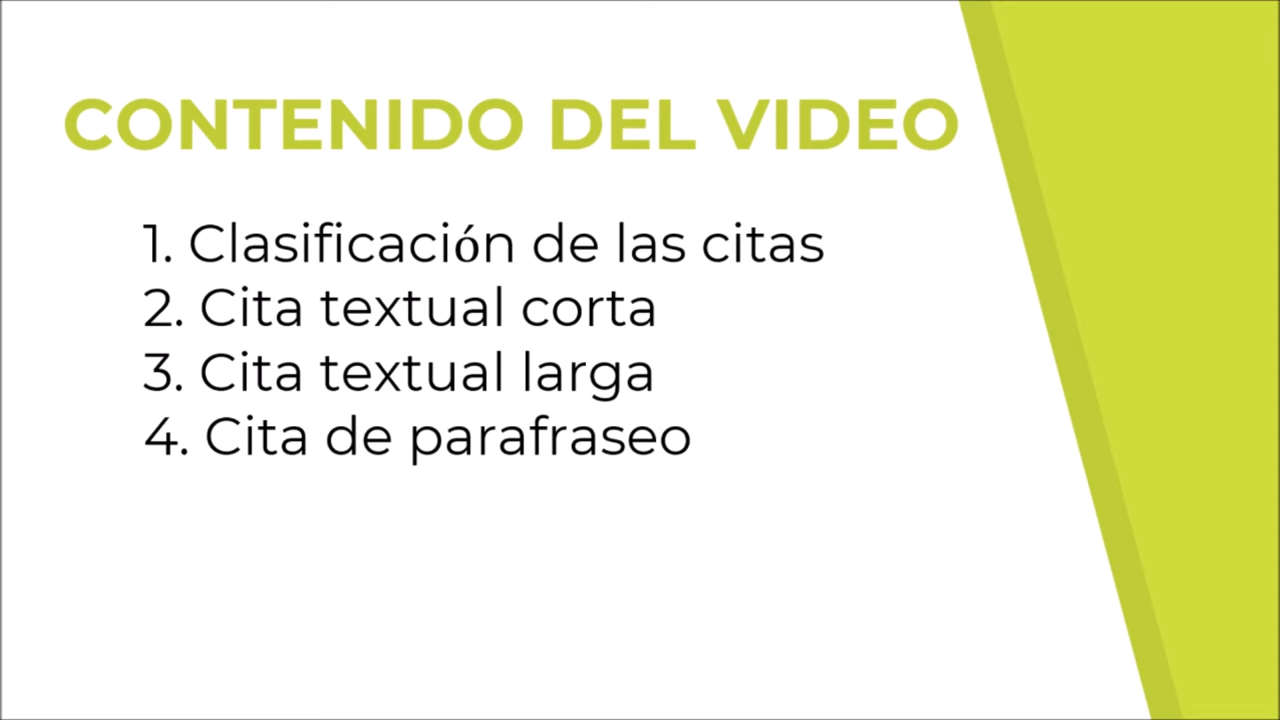 CONTENIDO DEL VIDEO
1. Clasificación de las citas
2. Cita textual corta
3. Cita textual larga
4. Cita de parafraseo